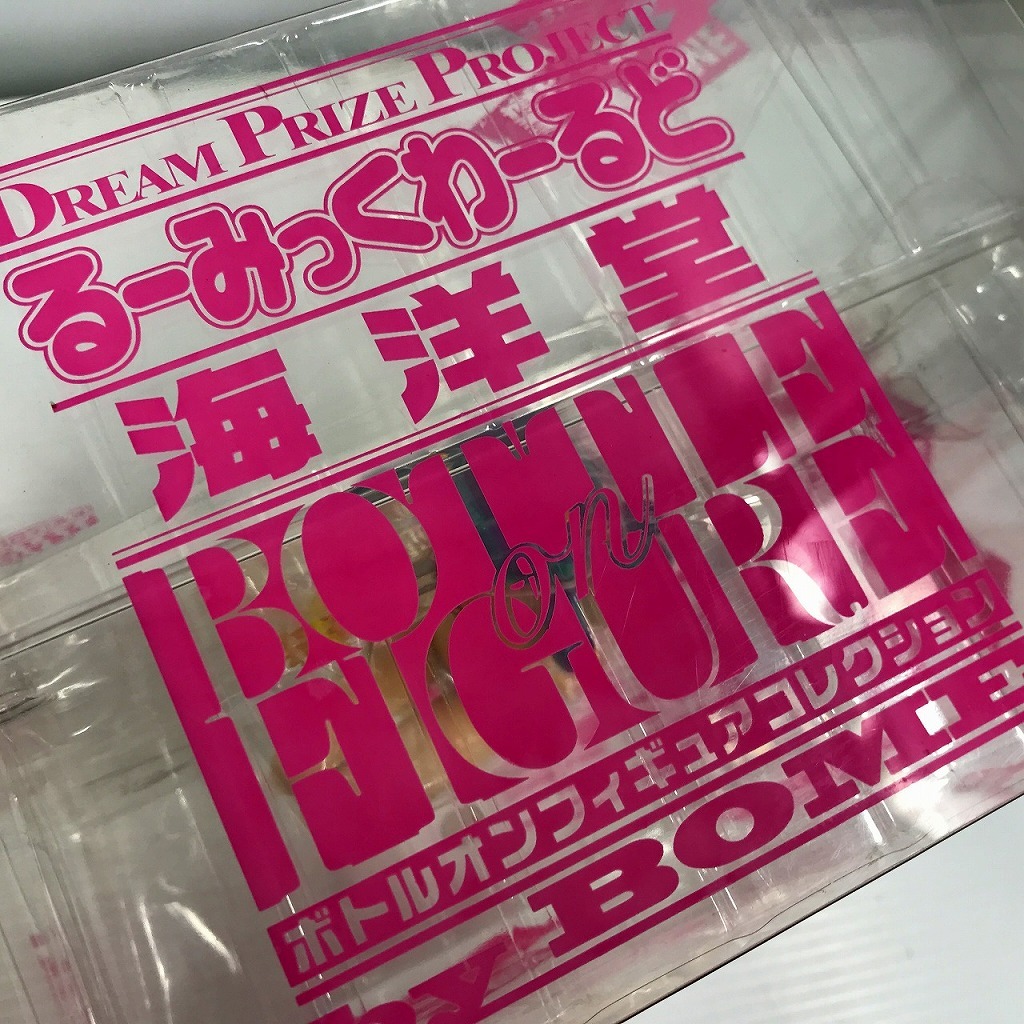 DREAM PRIZE PROJECT
るーみっくわーるど
海洋堂
BOTTLE
on
FIGURE
ボトルオンフィギュアコレクション
by BOME